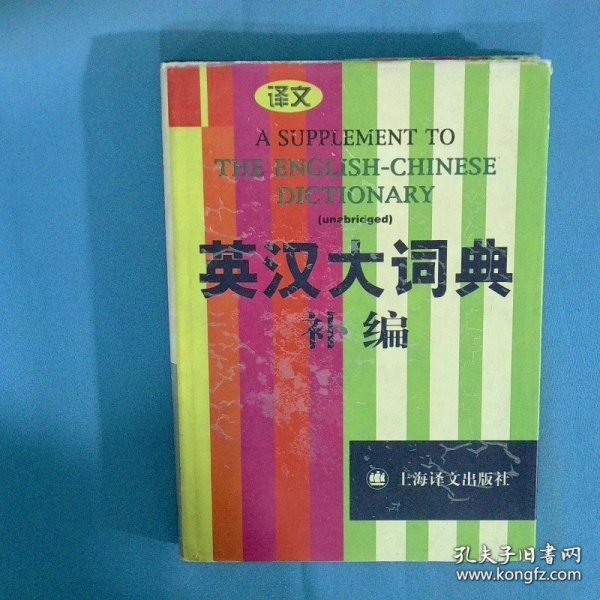 译文
A SUPPLEMENT TO
THE ENGLISH-CHINESE
DICTIONARY
(unabridged)
英汉大词典
补编
上海译文出版社
孔夫子旧书网
www.kongfz.com